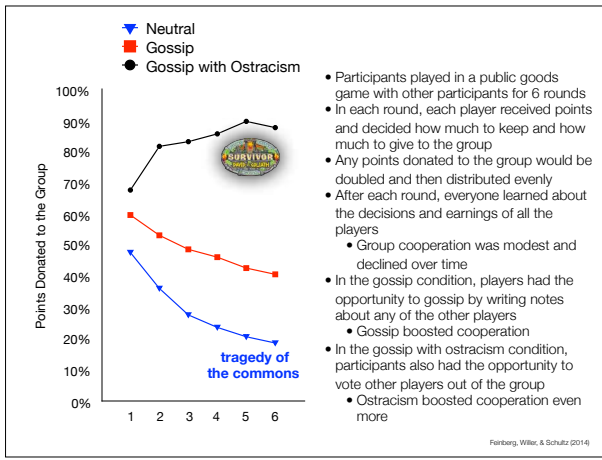 Neutral
Gossip
Gossip with Ostracism
Points Donated to the Group
100%
90%
80%
70%
60%
50%
40%
30%
20%
10%
0%
1 2 3 4 5 6
SURVIVOR
DAVID vs GOLIATH
tragedy of
the commons
• Participants played in a public goods
game with other participants for 6 rounds
• In each round, each player received points
and decided how much to keep and how
much to give to the group
• Any points donated to the group would be
doubled and then distributed evenly
• After each round, everyone learned about
the decisions and earnings of all the
players
• Group cooperation was modest and
declined over time
• In the gossip condition, players had the
opportunity to gossip by writing notes
about any of the other players
• Gossip boosted cooperation
• In the gossip with ostracism condition,
participants also had the opportunity to
vote other players out of the group
• Ostracism boosted cooperation even
more
Feinberg, Willer, & Schultz (2014)